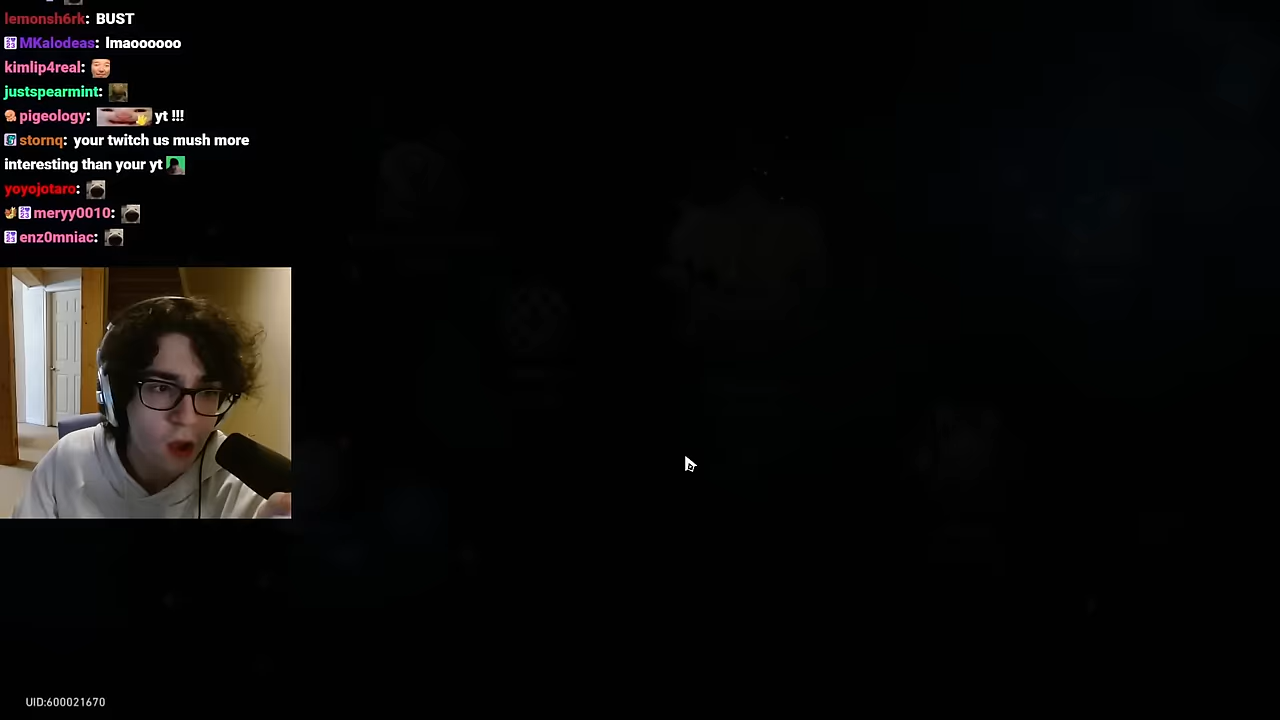 lemonsh6rk: BUST
MKalodeas: lmaoooooo
kimlip4real:
justspearmint:
pigeology: yt !!!
stornq: your twitch us mush more
interesting than your yt
yoyojotaro:
meryy0010:
enz0mniac:
UID:600021670